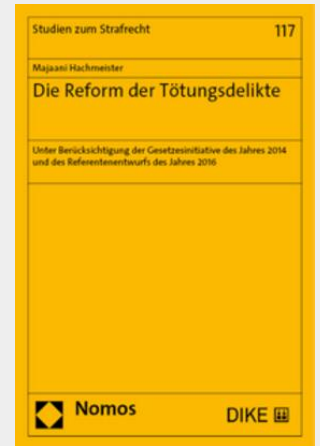 Studien zum Strafrecht 117
Majaani Hachmeister
Die Reform der Tötungsdelikte
Unter Berücksichtigung der Gesetzesinitiative des Jahres 2014
und des Referentenentwurfs des Jahres 2016
Nomos
DIKE